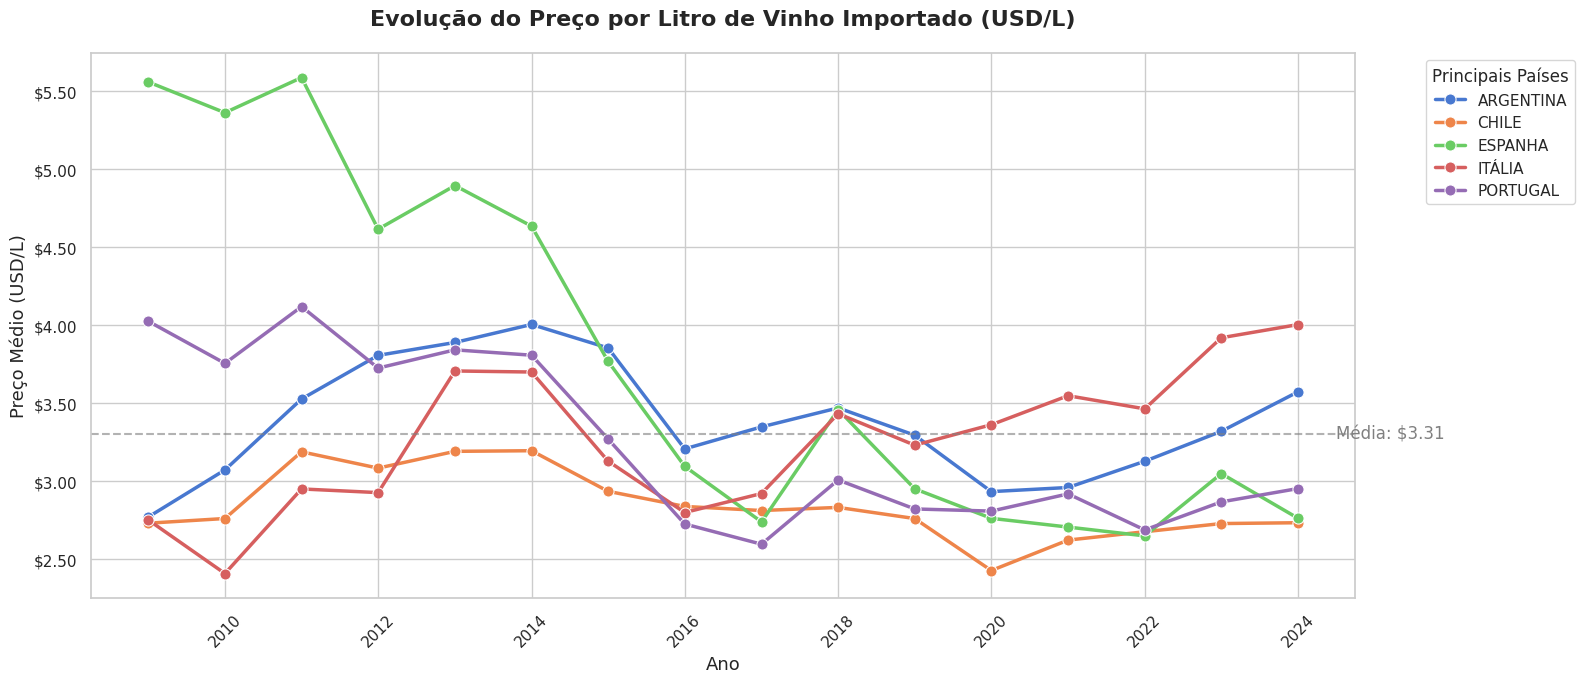 Evolução do Preço por Litro de Vinho Importado (USD/L)
Principais Países
ARGENTINA
CHILE
ESPANHA
ITÁLIA
PORTUGAL
Preço Médio (USD/L)
$5.50
$5.00
$4.50
$4.00
$3.50
$3.00
$2.50
Média: $3.31
2010
2012
2014
2016
2018
2020
2022
2024
Ano